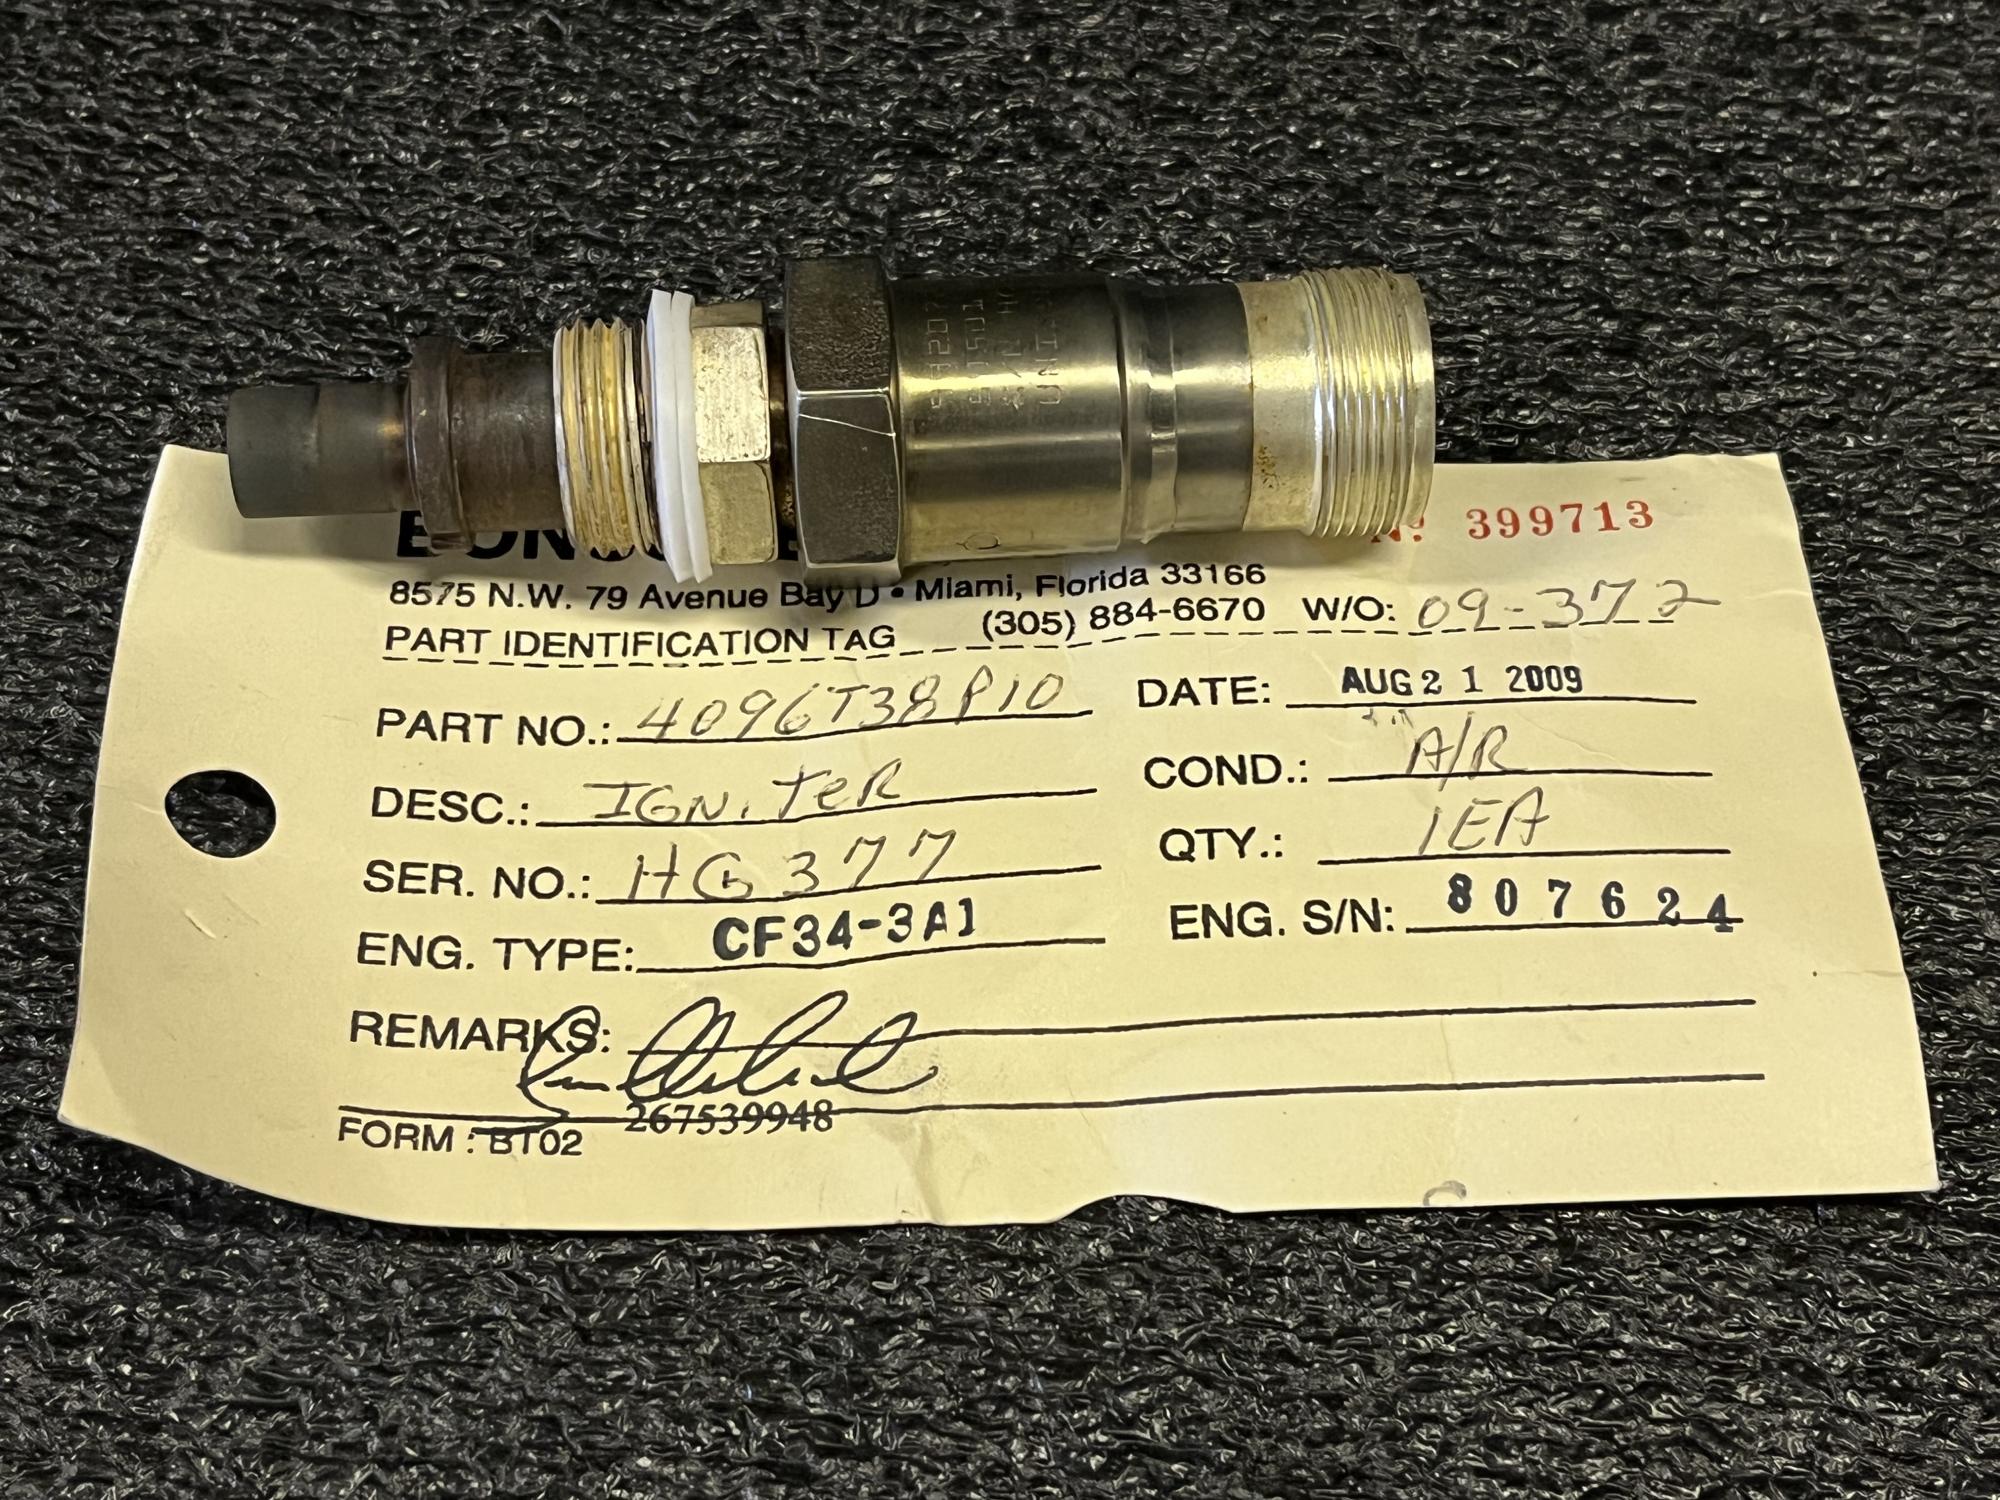 Nº 399713
8575 N.W. 79 Avenue Bay D • Miami, Florida 33166
PART IDENTIFICATION TAG (305) 884-6670 W/O: 09-372
PART NO.: 4096T38P10 DATE: AUG 21 2009
DESC.: IGNITER COND.: A/R
SER. NO.: HG377 QTY.: 1EA
ENG. TYPE: CF34-3A1 ENG. S/N: 807624
REMARKS:
267539948
FORM : BT02